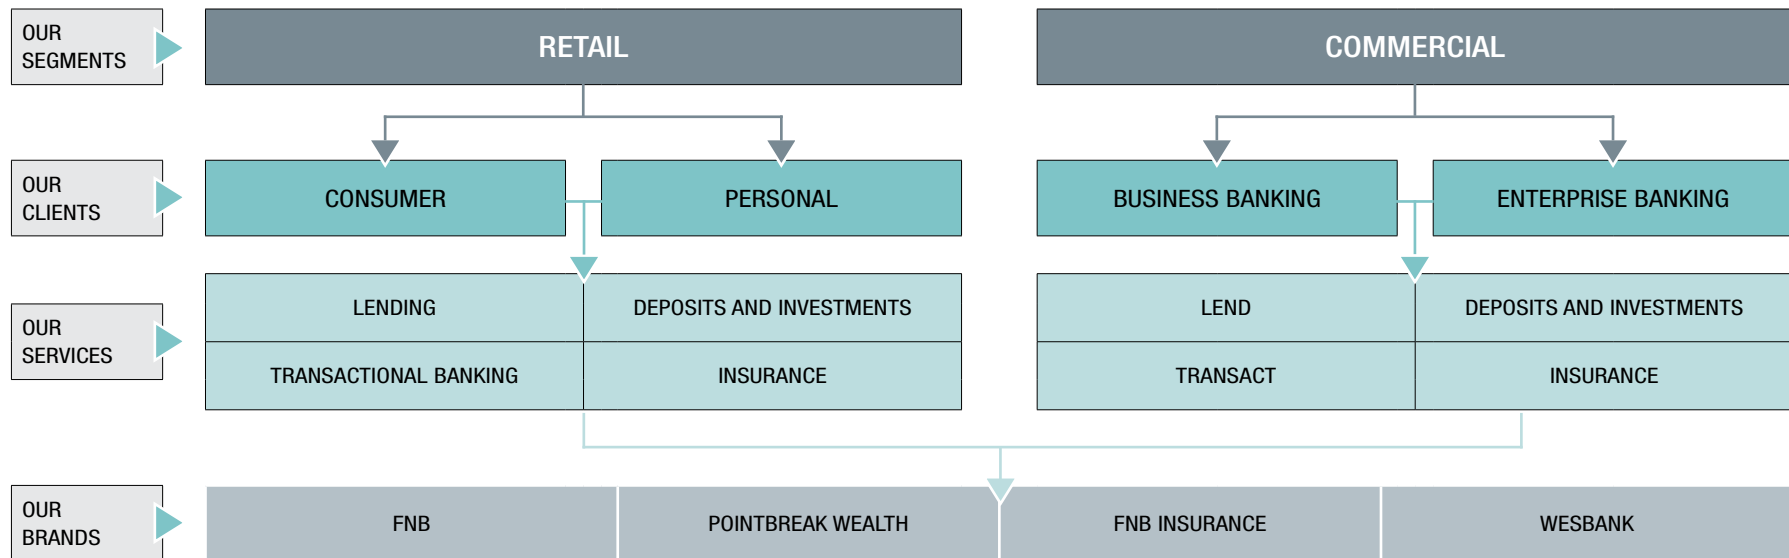 OUR
SEGMENTS
RETAIL
COMMERCIAL
OUR
CLIENTS
CONSUMER
PERSONAL
BUSINESS BANKING
ENTERPRISE BANKING
OUR
SERVICES
LENDING
DEPOSITS AND INVESTMENTS
LEND
DEPOSITS AND INVESTMENTS
TRANSACTIONAL BANKING
INSURANCE
TRANSACT
INSURANCE
OUR
BRANDS
FNB
POINTBREAK WEALTH
FNB INSURANCE
WESBANK